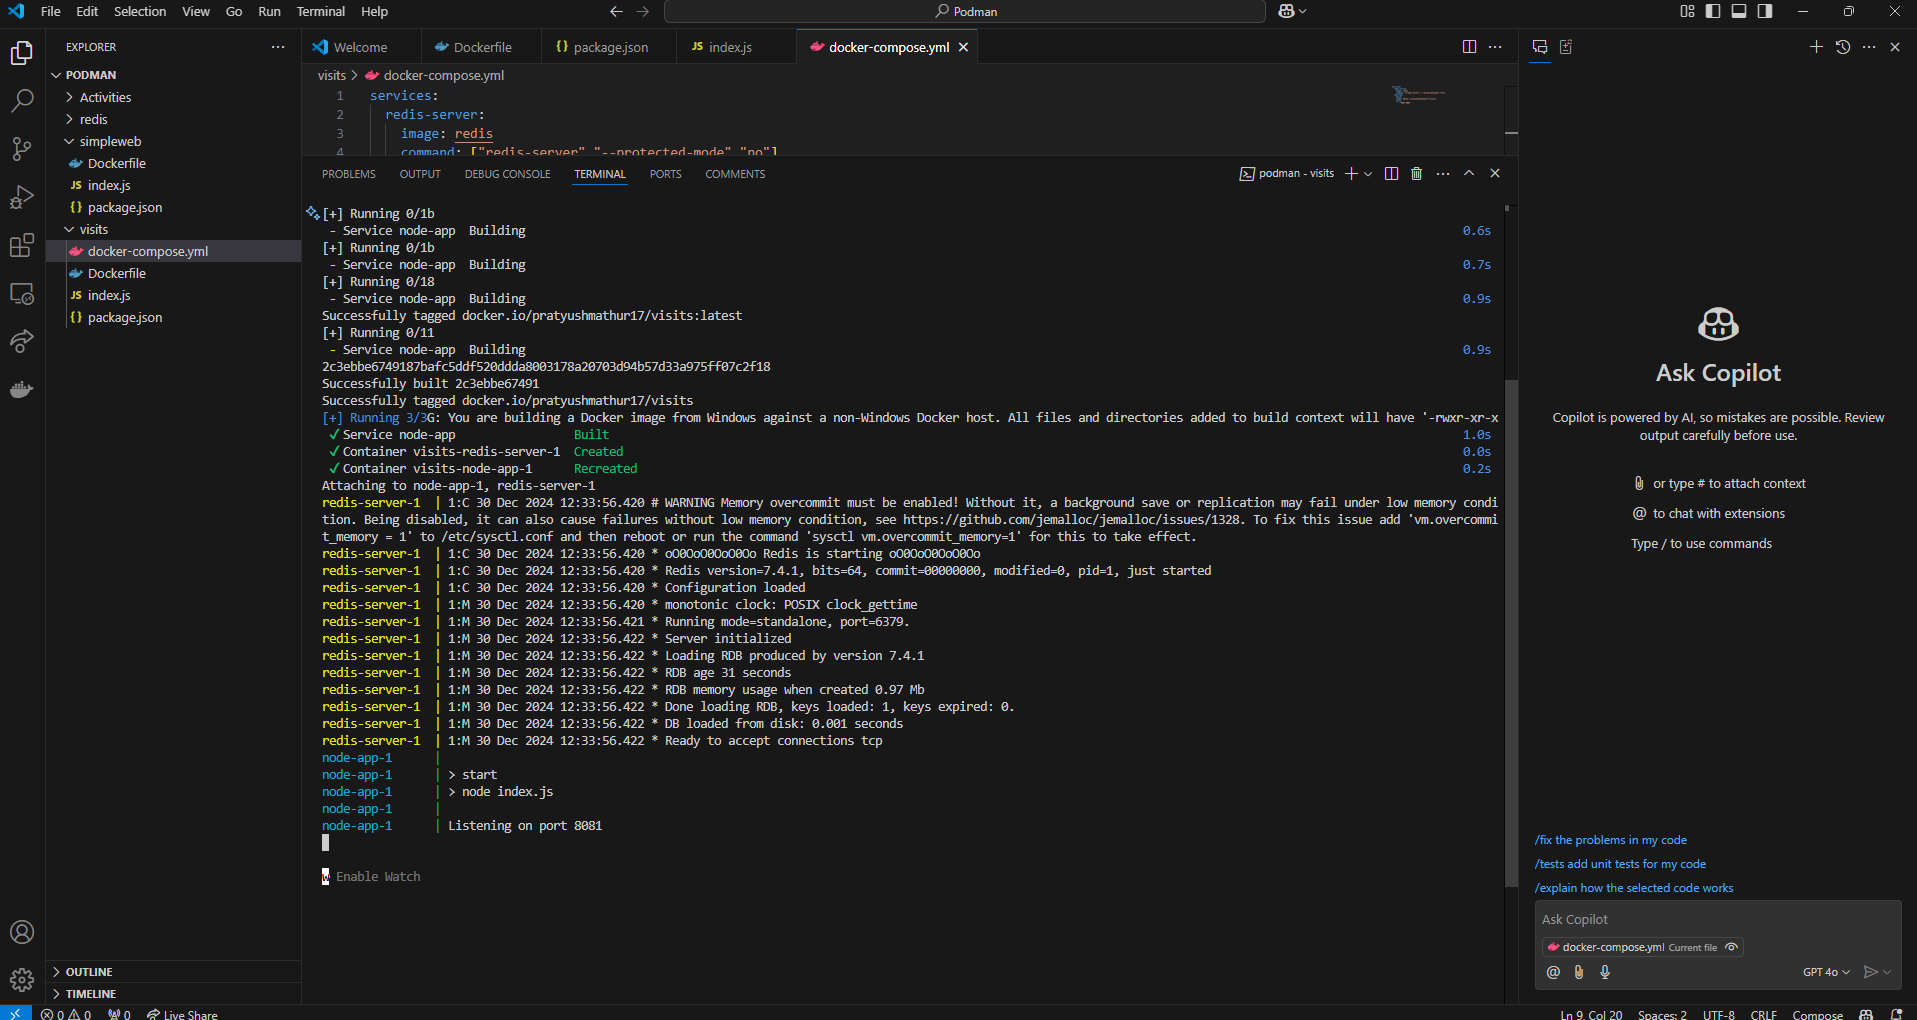 File Edit Selection View Go Run Terminal Help
Podman
EXPLORER
PODMAN
Activities
redis
simpleweb
Dockerfile
JS index.js
{} package.json
visits
docker-compose.yml
Dockerfile
JS index.js
{} package.json
OUTLINE
TIMELINE
Welcome
Dockerfile
{} package.json
JS index.js
docker-compose.yml
visits > docker-compose.yml
1 services:
2 redis-server:
3 image: redis
4 command: ["redis-server" "--protected-mode" "no"]
PROBLEMS OUTPUT DEBUG CONSOLE TERMINAL PORTS COMMENTS
podman - visits
[+] Running 0/1b
- Service node-app Building 0.6s
[+] Running 0/1b
- Service node-app Building 0.7s
[+] Running 0/18
- Service node-app Building 0.9s
Successfully tagged docker.io/pratyushmathur17/visits:latest
[+] Running 0/11
- Service node-app Building 0.9s
2c3ebbe6749187bafc5ddf520ddda8003178a20703d94b57d33a975ff07c2f18
Successfully built 2c3ebbe67491
Successfully tagged docker.io/pratyushmathur17/visits
[+] Running 3/3G: You are building a Docker image from Windows against a non-Windows Docker host. All files and directories added to build context will have '-rwxr-xr-x
✓ Service node-app Built 1.0s
✓ Container visits-redis-server-1 Created 0.0s
✓ Container visits-node-app-1 Recreated 0.2s
Attaching to node-app-1, redis-server-1
redis-server-1 | 1:C 30 Dec 2024 12:33:56.420 # WARNING Memory overcommit must be enabled! Without it, a background save or replication may fail under low memory condi
tion. Being disabled, it can also cause failures without low memory condition, see https://github.com/jemalloc/jemalloc/issues/1328. To fix this issue add 'vm.overcommi
t_memory = 1' to /etc/sysctl.conf and then reboot or run the command 'sysctl vm.overcommit_memory=1' for this to take effect.
redis-server-1 | 1:C 30 Dec 2024 12:33:56.420 * oO0OoO0OoO0Oo Redis is starting oO0OoO0OoO0Oo
redis-server-1 | 1:C 30 Dec 2024 12:33:56.420 * Redis version=7.4.1, bits=64, commit=00000000, modified=0, pid=1, just started
redis-server-1 | 1:C 30 Dec 2024 12:33:56.420 * Configuration loaded
redis-server-1 | 1:M 30 Dec 2024 12:33:56.420 * monotonic clock: POSIX clock_gettime
redis-server-1 | 1:M 30 Dec 2024 12:33:56.421 * Running mode=standalone, port=6379.
redis-server-1 | 1:M 30 Dec 2024 12:33:56.422 * Server initialized
redis-server-1 | 1:M 30 Dec 2024 12:33:56.422 * Loading RDB produced by version 7.4.1
redis-server-1 | 1:M 30 Dec 2024 12:33:56.422 * RDB age 31 seconds
redis-server-1 | 1:M 30 Dec 2024 12:33:56.422 * RDB memory usage when created 0.97 Mb
redis-server-1 | 1:M 30 Dec 2024 12:33:56.422 * Done loading RDB, keys loaded: 1, keys expired: 0.
redis-server-1 | 1:M 30 Dec 2024 12:33:56.422 * DB loaded from disk: 0.001 seconds
redis-server-1 | 1:M 30 Dec 2024 12:33:56.422 * Ready to accept connections tcp
node-app-1 |
node-app-1 | > start
node-app-1 | > node index.js
node-app-1 |
node-app-1 | Listening on port 8081
w Enable Watch
Ask Copilot
Copilot is powered by AI, so mistakes are possible. Review
output carefully before use.
or type # to attach context
@ to chat with extensions
Type / to use commands
/fix the problems in my code
/tests add unit tests for my code
/explain how the selected code works
Ask Copilot
docker-compose.yml Current file
@ GPT 4o
0 0 0 Live Share
Ln 9, Col 20 Spaces: 2 UTF-8 CRLF Compose